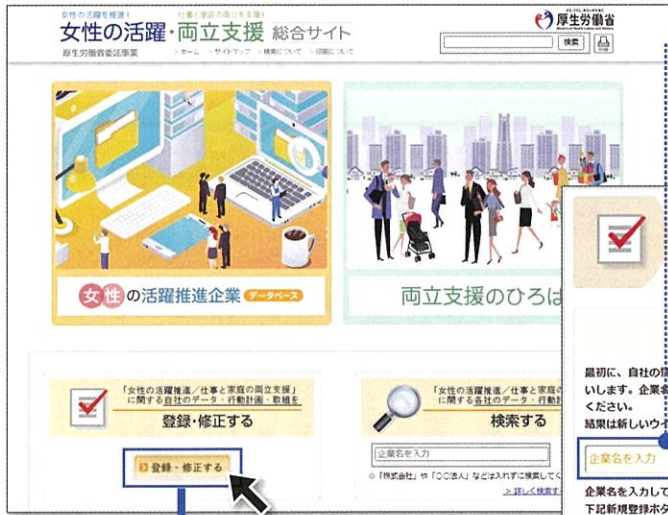 女性の活躍を推進!
仕事と家庭の両立を支援!
女性の活躍・両立支援 総合サイト
厚生労働省委託事業
>ホーム >サイトマップ >検索について >印刷について
厚生労働省
検索
女性の活躍推進企業 データベース
両立支援のひろば
「女性の活躍推進/仕事と家庭の両立支援」
に関する自社のデータ・行動計画・取組を
登録・修正する
登録・修正する
「女性の活躍推進/仕事と家庭の
に関する各社のデータ・行動計
検索する
企業名を入力
※「株式会社」や「〇〇法人」などは入れずに検索してく
>詳しく検索す
最初に、自社の
いします。企業名
ください。
結果は新しいウイ
企業名を入力
企業名を入力して
下記新規登録ボタ